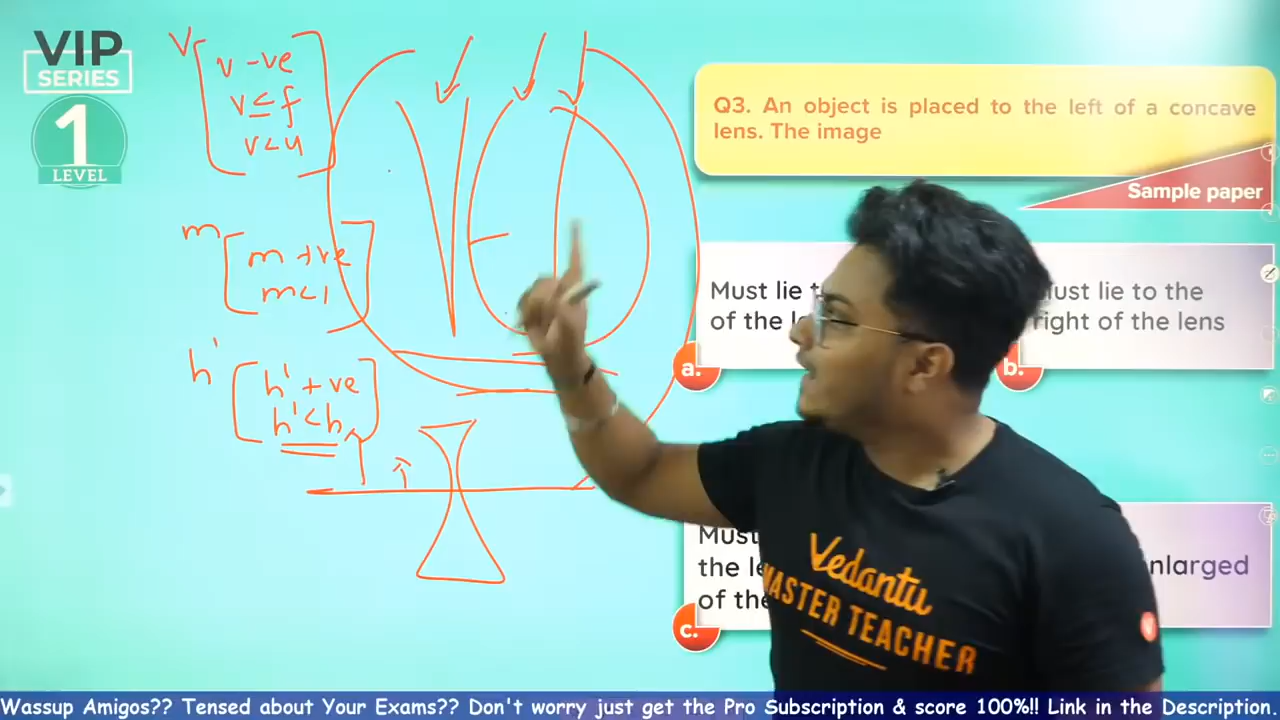 VIP
SERIES
1
LEVEL
v
v -ve
v ≤ f
v < u
m
m +ve
m < 1
h'
h' + ve
h' < h
Q3. An object is placed to the left of a concave
lens. The image
Sample paper
Must lie
of the
a.
Must lie to the
right of the lens
b.
Must
the
of the
c.
nlarged
Vedantu
MASTER TEACHER
V
Wassup Amigos?? Tensed about Your Exams?? Don't worry just get the Pro Subscription & score 100%!! Link in the Description.